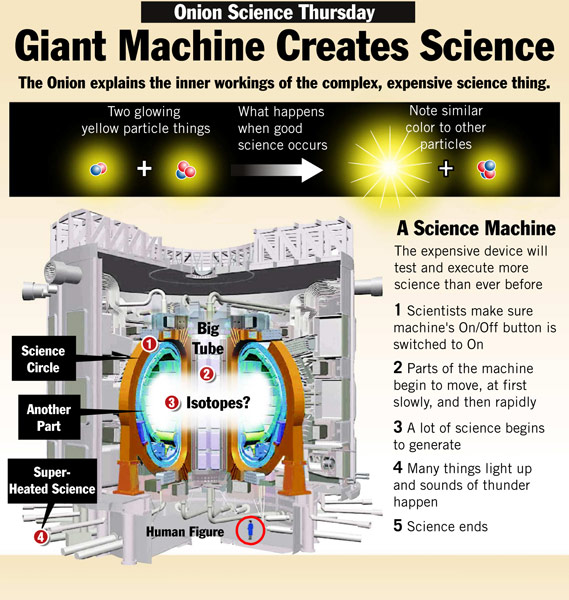 Onion Science Thursday
Giant Machine Creates Science
The Onion explains the inner workings of the complex, expensive science thing.
Two glowing
yellow particle things
What happens
when good
science occurs
Note similar
color to other
particles
+
+
A Science Machine
The expensive device will
test and execute more
science than ever before
1 Scientists make sure
machine's On/Off button is
switched to On
2 Parts of the machine
begin to move, at first
slowly, and then rapidly
3 A lot of science begins
to generate
4 Many things light up
and sounds of thunder
happen
5 Science ends
Big
Tube
Science
Circle
1
2
3 Isotopes?
Another
Part
Super-
Heated Science
4
Human Figure